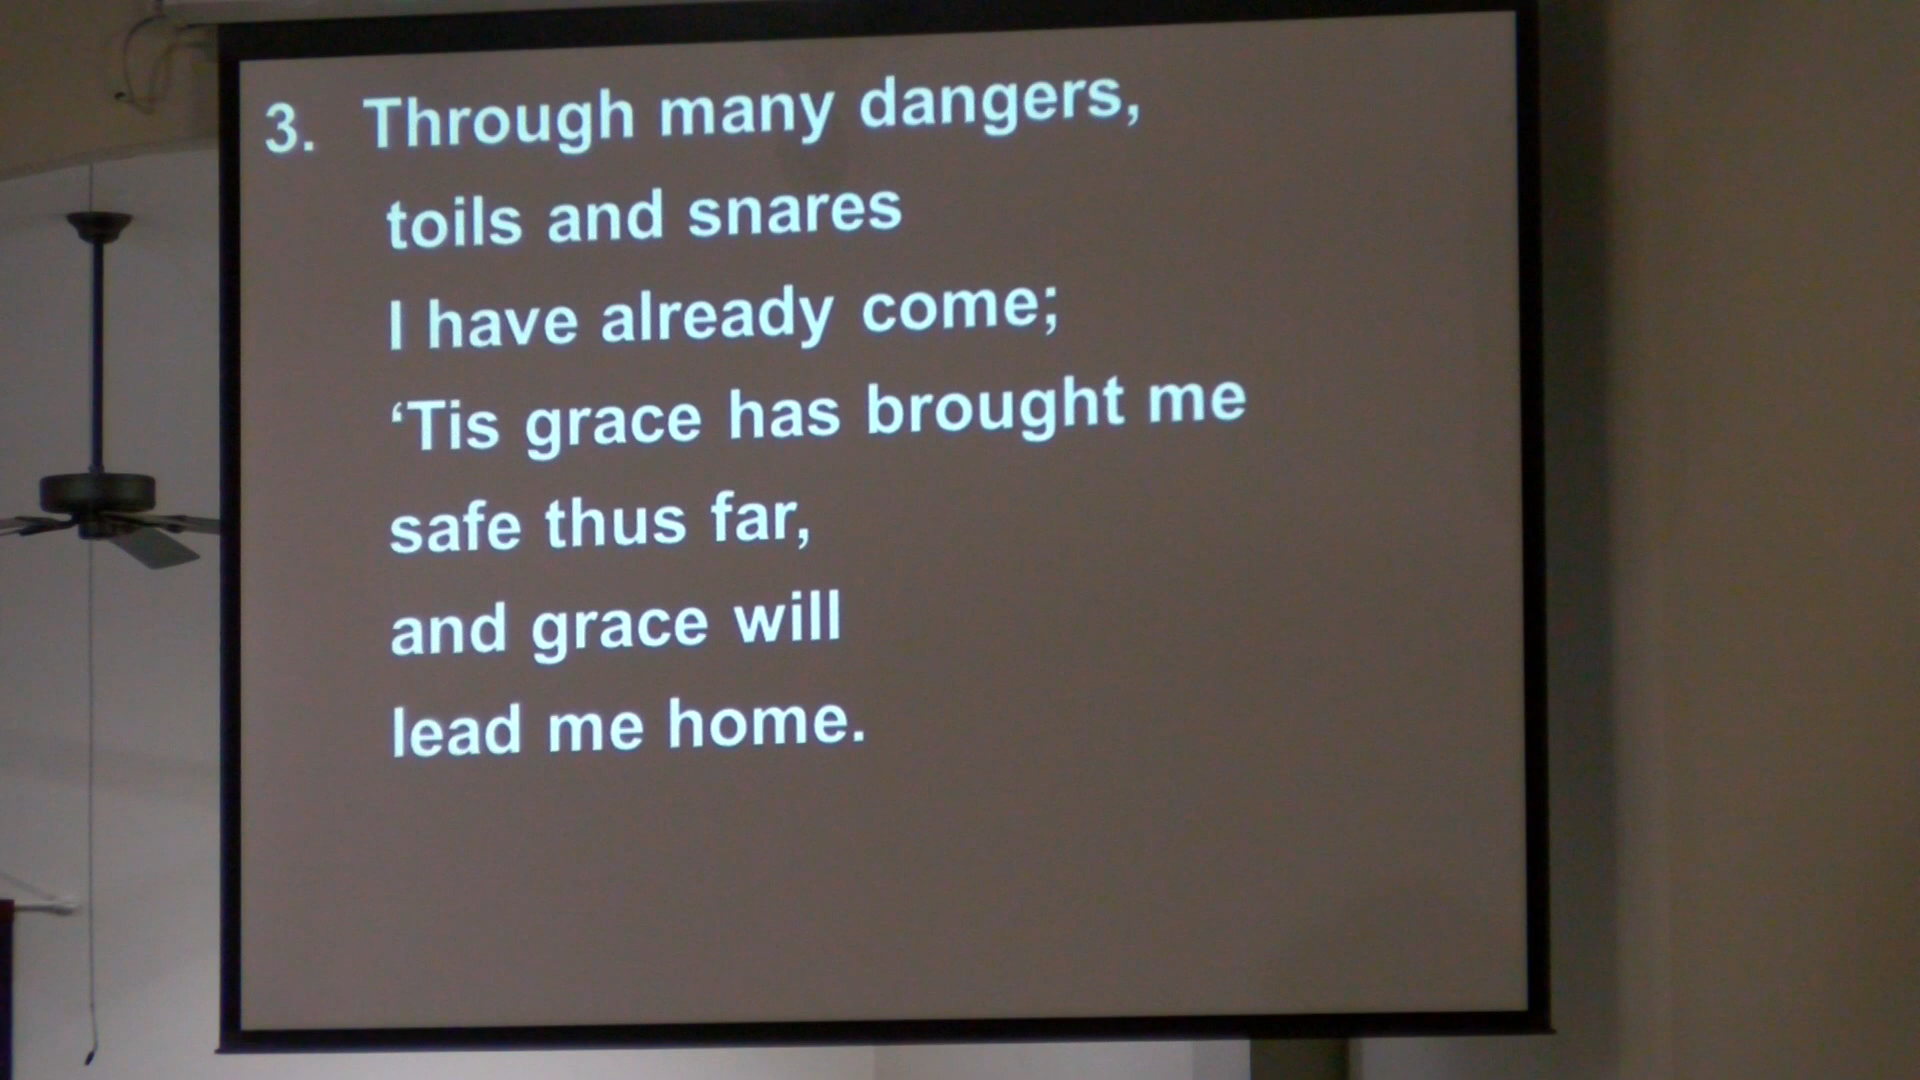 3. Through many dangers,
toils and snares
I have already come;
‘Tis grace has brought me
safe thus far,
and grace will
lead me home.